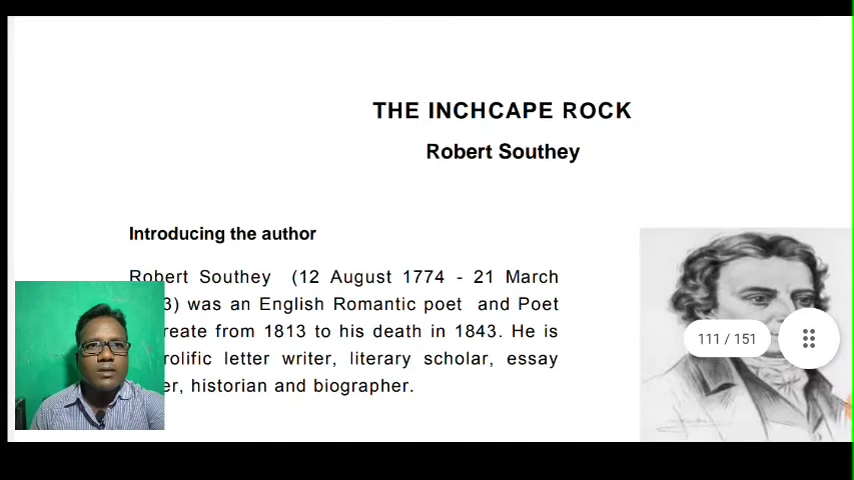 THE INCHCAPE ROCK
Robert Southey
Introducing the author
Robert Southey (12 August 1774 - 21 March
3) was an English Romantic poet and Poet
reate from 1813 to his death in 1843. He is
rolific letter writer, literary scholar, essay
er, historian and biographer.
111 / 151